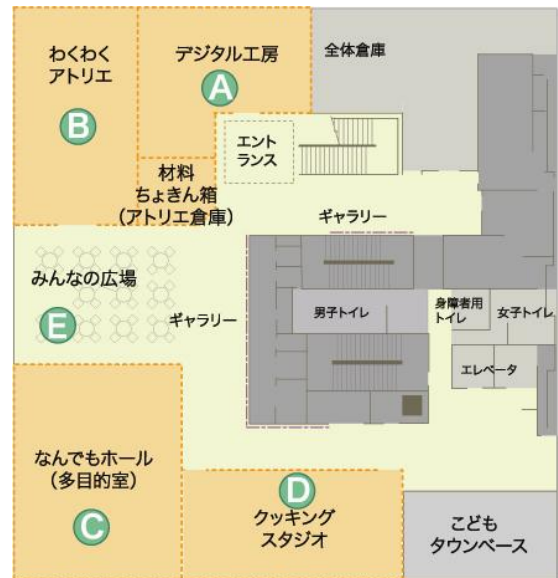 わくわく
アトリエ
B
デジタル工房
A
全体倉庫
エント
ランス
材料
ちょきん箱
（アトリエ倉庫）
ギャラリー
みんなの広場
E
ギャラリー
男子トイレ
身障者用
トイレ
女子トイレ
エレベータ
なんでもホール
（多目的室）
C
D
クッキング
スタジオ
こども
タウンベース